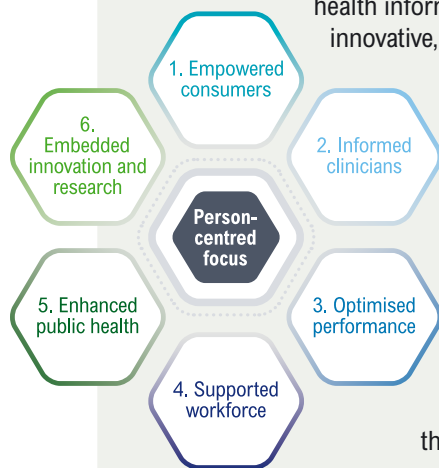 health inform
innovative,
1. Empowered
consumers
2. Informed
clinicians
3. Optimised
performance
4. Supported
workforce
5. Enhanced
public health
6.
Embedded
innovation and
research
Person-
centred
focus
th